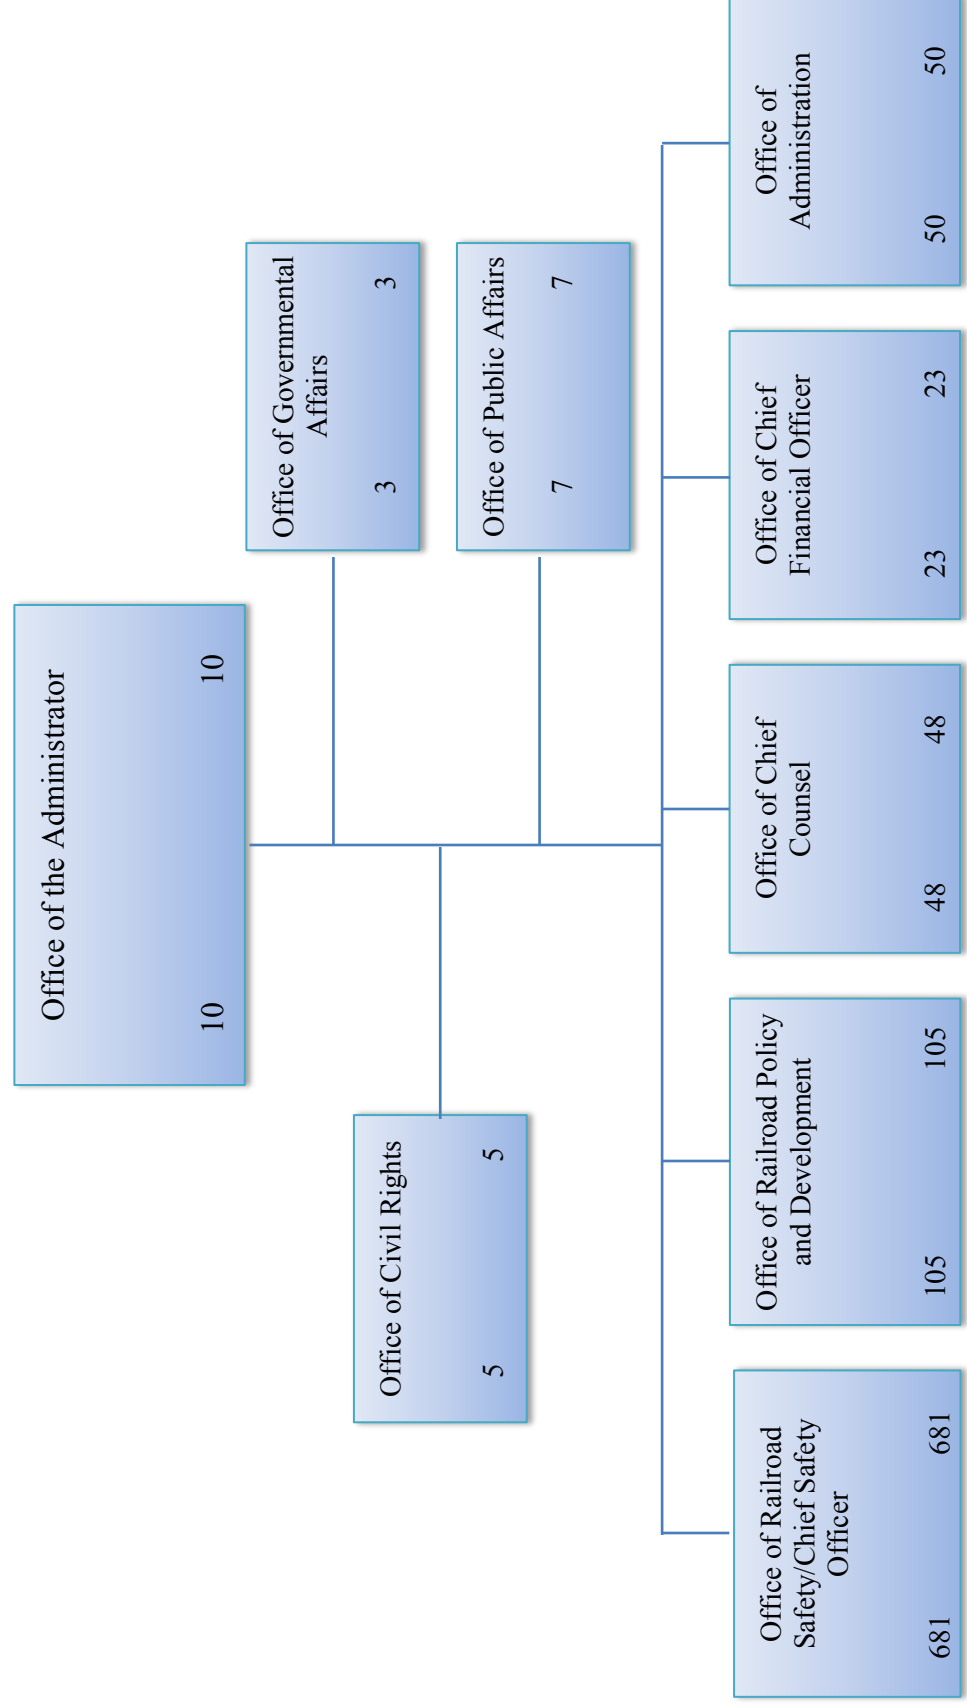 Office of the Administrator
10 10
Office of Governmental
Affairs
3 3
Office of Civil Rights
5 5
Office of Public Affairs
7 7
Office of Railroad
Safety/Chief Safety
Officer
681 681
Office of Railroad Policy
and Development
105 105
Office of Chief
Counsel
48 48
Office of Chief
Financial Officer
23 23
Office of
Administration
50 50